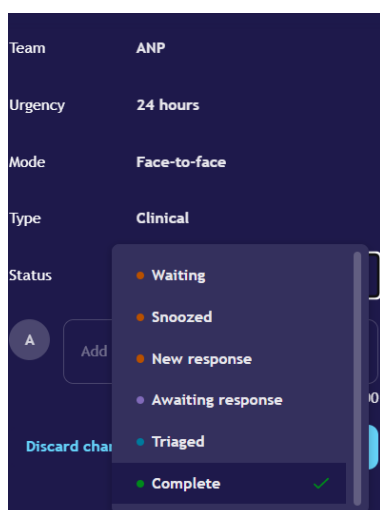 Team ANP
Urgency 24 hours
Mode Face-to-face
Type Clinical
Status
Waiting
Snoozed
New response
Awaiting response
Triaged
Complete
A
Add
00
Discard